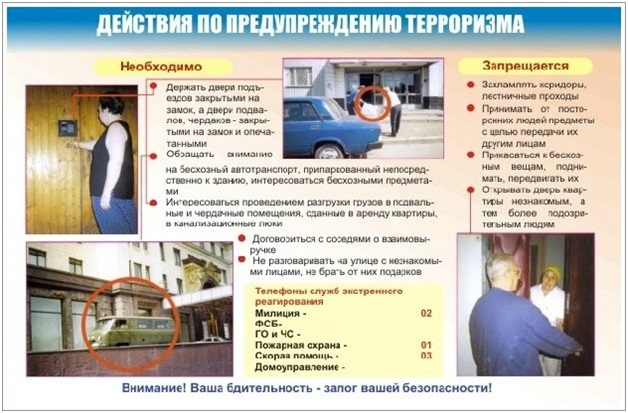 ДЕЙСТВИЯ ПО ПРЕДУПРЕЖДЕНИЮ ТЕРРОРИЗМА
Необходимо
Держать двери подъ-
ездов закрытыми на
замок, а двери подва-
лов, чердаков - закры-
тыми на замок и опеча-
танными
Обращать внимание
на бесхозный автотранспорт, припаркованный непосред-
ственно к зданию, интересоваться бесхозными предмета-
ми
Интересоваться проведением разгрузки грузов в подваль-
ные и чердачные помещения, сданные в аренду квартиры,
в канализационные люки
Договориться с соседями о взаимовы-
ручке
Не разговаривать на улице с незнакомы-
ми лицами, не брать от них подарков
Запрещается
Захламлять коридоры,
лестничные проходы
Принимать от посто-
ронних людей предметы
с целью передачи их
другим лицам
Прикасаться к бесхоз-
ным вещам, подни-
мать, передвигать их
Открывать дверь квар-
тиры незнакомым, а
тем более подозри-
тельным людям
Телефоны служб экстренного
реагирования
Милиция - 02
ФСБ-
ГО и ЧС -
Пожарная охрана - 01
Скорая помощь - 03
Домоуправление -
Внимание! Ваша бдительность - залог вашей безопасности!